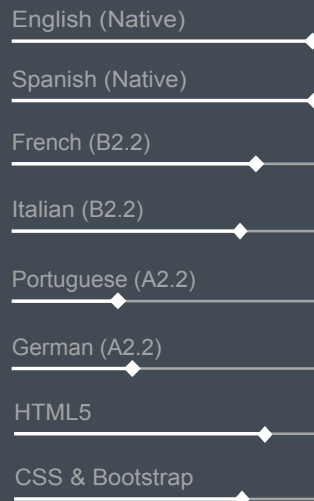 English (Native)
Spanish (Native)
French (B2.2)
Italian (B2.2)
Portuguese (A2.2)
German (A2.2)
HTML5
CSS & Bootstrap